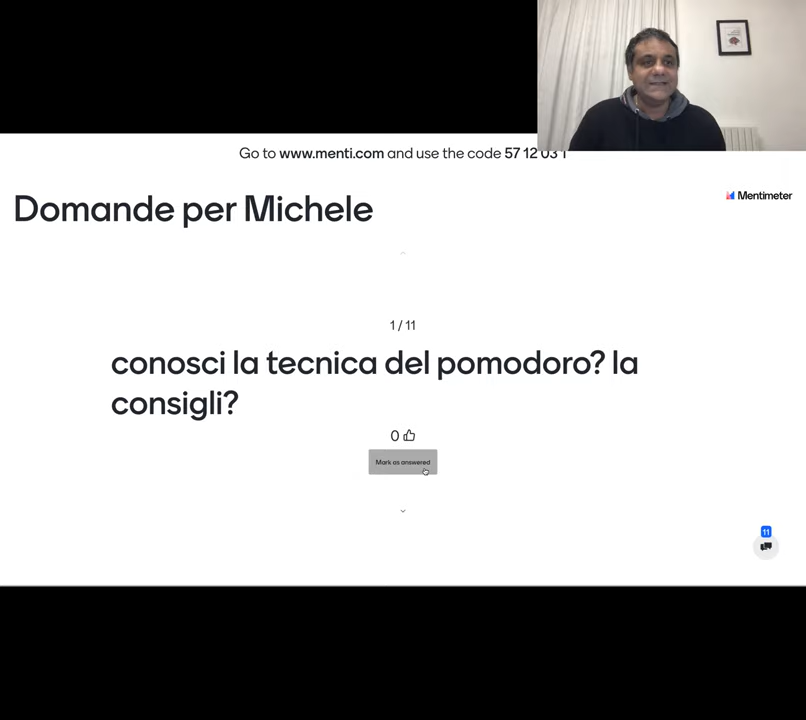 Go to www.menti.com and use the code 57 12 03 1
Domande per Michele
Mentimeter
1 / 11
conosci la tecnica del pomodoro? la
consigli?
0
Mark as answered
11